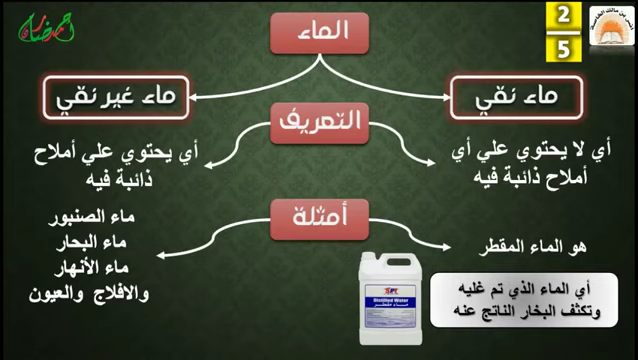 الماء
2
5
ماء نقي
ماء غير نقي
التعريف
أي لا يحتوي علي أي
أملاح ذائبة فيه
أي يحتوي علي أملاح
ذائبة فيه
أمثلة
هو الماء المقطر
أي الماء الذي تم غليه
وتكثف البخار الناتج عنه
ماء الصنبور
ماء البحار
ماء الأنهار
والافلاج والعيون
Distilled Water
ماء مقطر